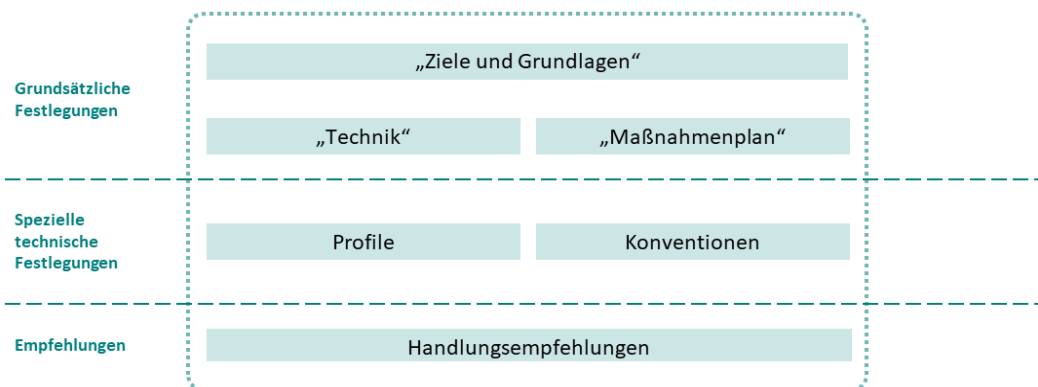 „Ziele und Grundlagen“
Grundsätzliche
Festlegungen
„Technik“
„Maßnahmenplan“
Spezielle
technische
Festlegungen
Profile
Konventionen
Empfehlungen
Handlungsempfehlungen